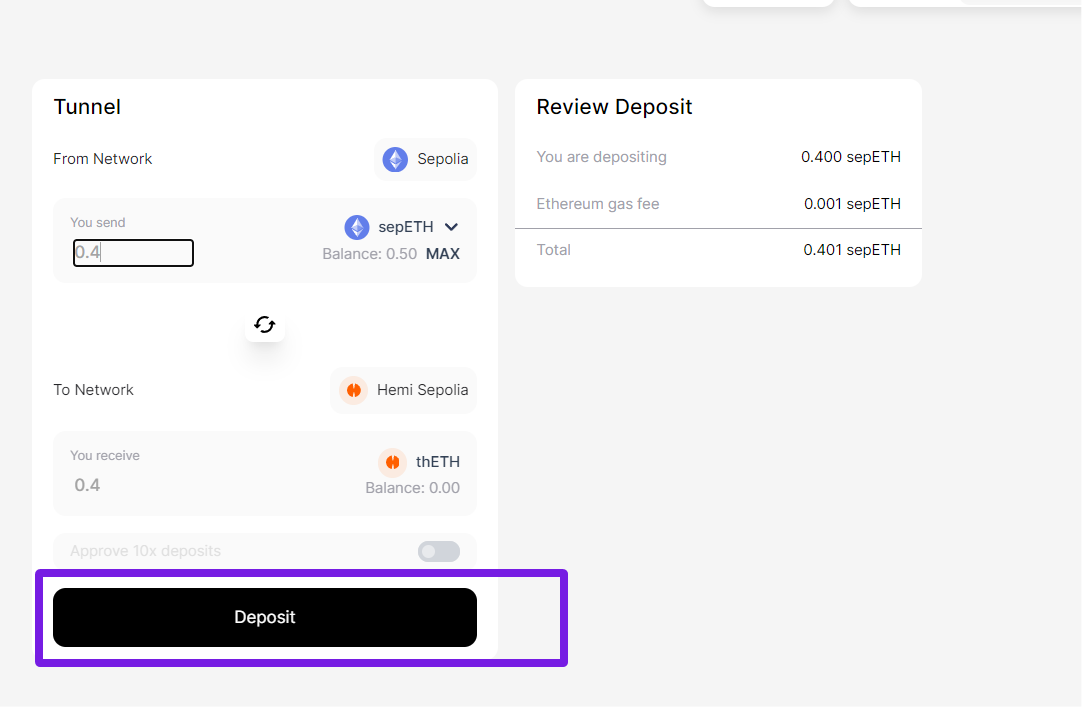 Tunnel
From Network
Sepolia
You send
sepETH
0.4
Balance: 0.50 MAX
To Network
Hemi Sepolia
You receive
thETH
0.4
Balance: 0.00
Approve 10x deposits
Deposit
Review Deposit
You are depositing 0.400 sepETH
Ethereum gas fee 0.001 sepETH
Total 0.401 sepETH